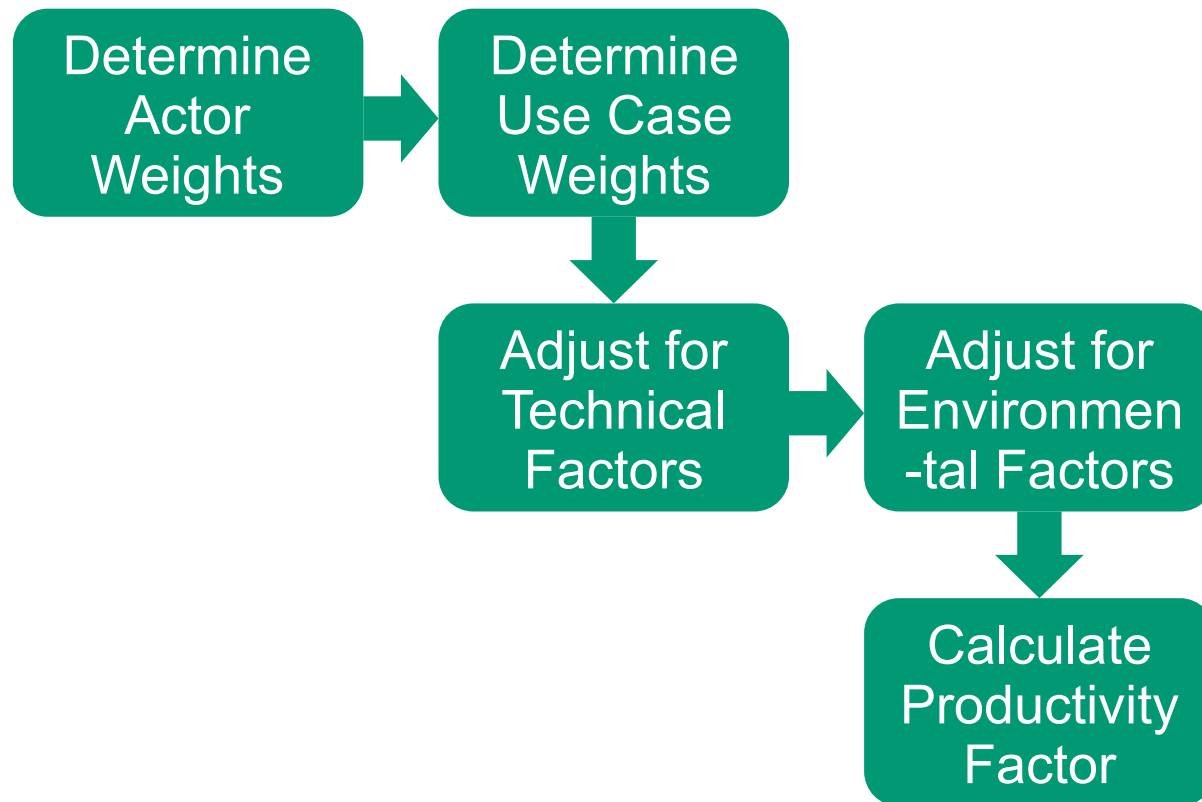 Determine
Actor
Weights
Determine
Use Case
Weights
Adjust for
Technical
Factors
Adjust for
Environmen
-tal Factors
Calculate
Productivity
Factor